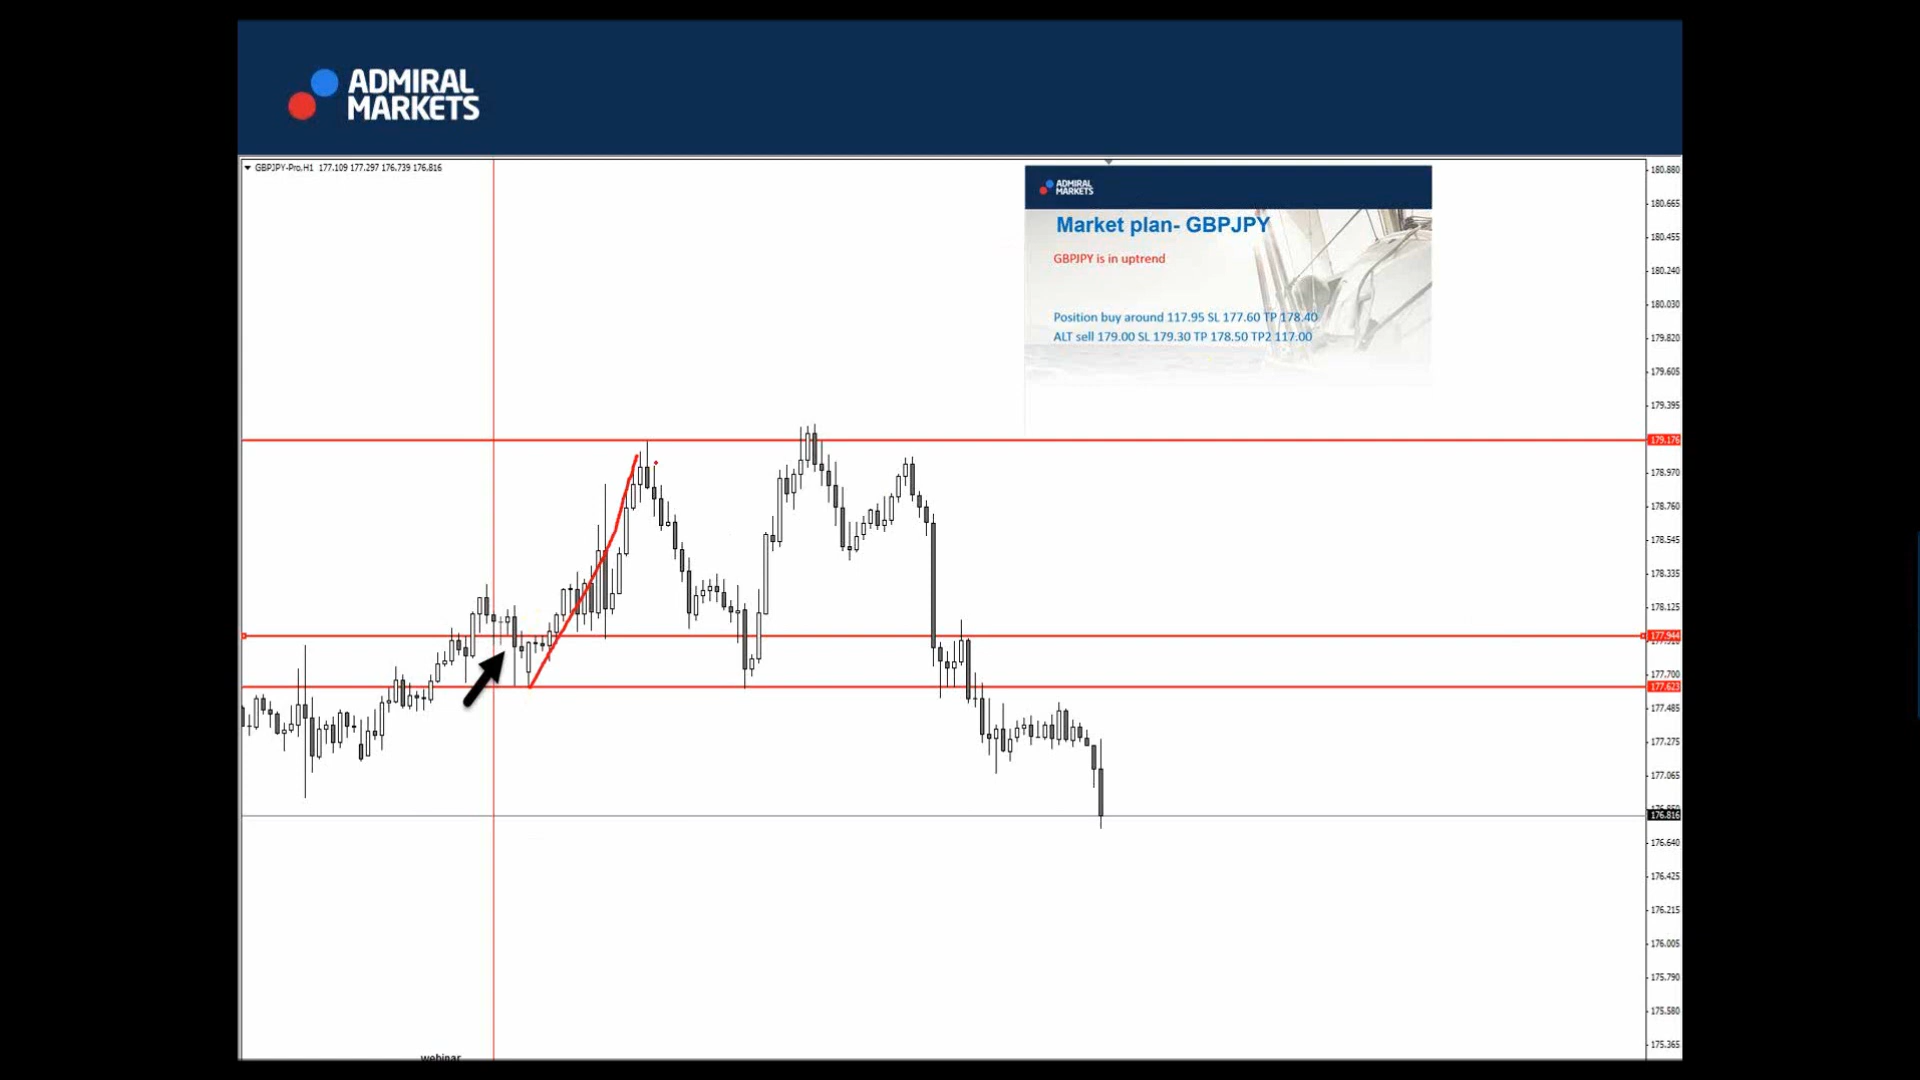 ADMIRAL
MARKETS
GBPJPY-Pro,H1 177.109 177.297 176.739 176.816
ADMIRAL
MARKETS
Market plan- GBPJPY
GBPJPY is in uptrend
Position buy around 117.95 SL 177.60 TP 178.40
ALT sell 179.00 SL 179.30 TP 178.50 TP2 117.00
180.880
180.665
180.455
180.240
180.030
179.820
179.605
179.395
179.176
178.970
178.760
178.545
178.335
178.125
177.944
177.700
177.623
177.485
177.275
177.065
176.816
176.640
176.425
176.215
176.005
175.790
175.580
175.365
webinar